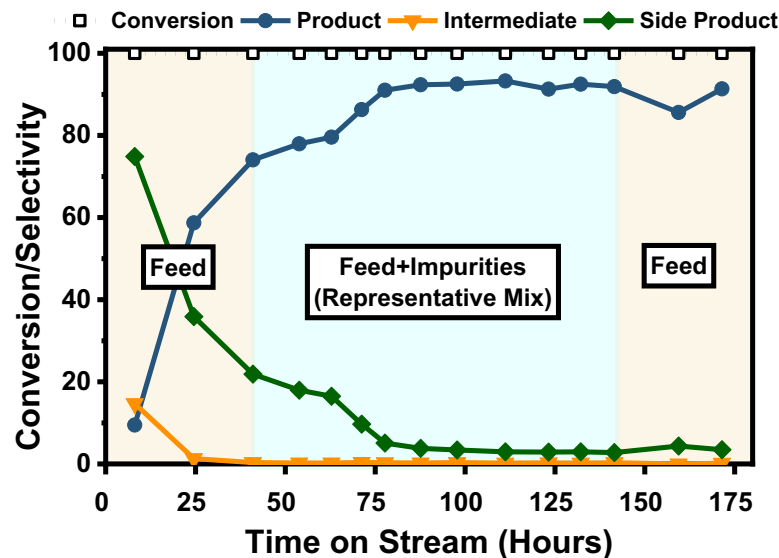 Conversion Product Intermediate Side Product
Conversion/Selectivity
100
80
60
40
20
0
Feed
Feed+Impurities
(Representative Mix)
Feed
0 25 50 75 100 125 150 175
Time on Stream (Hours)